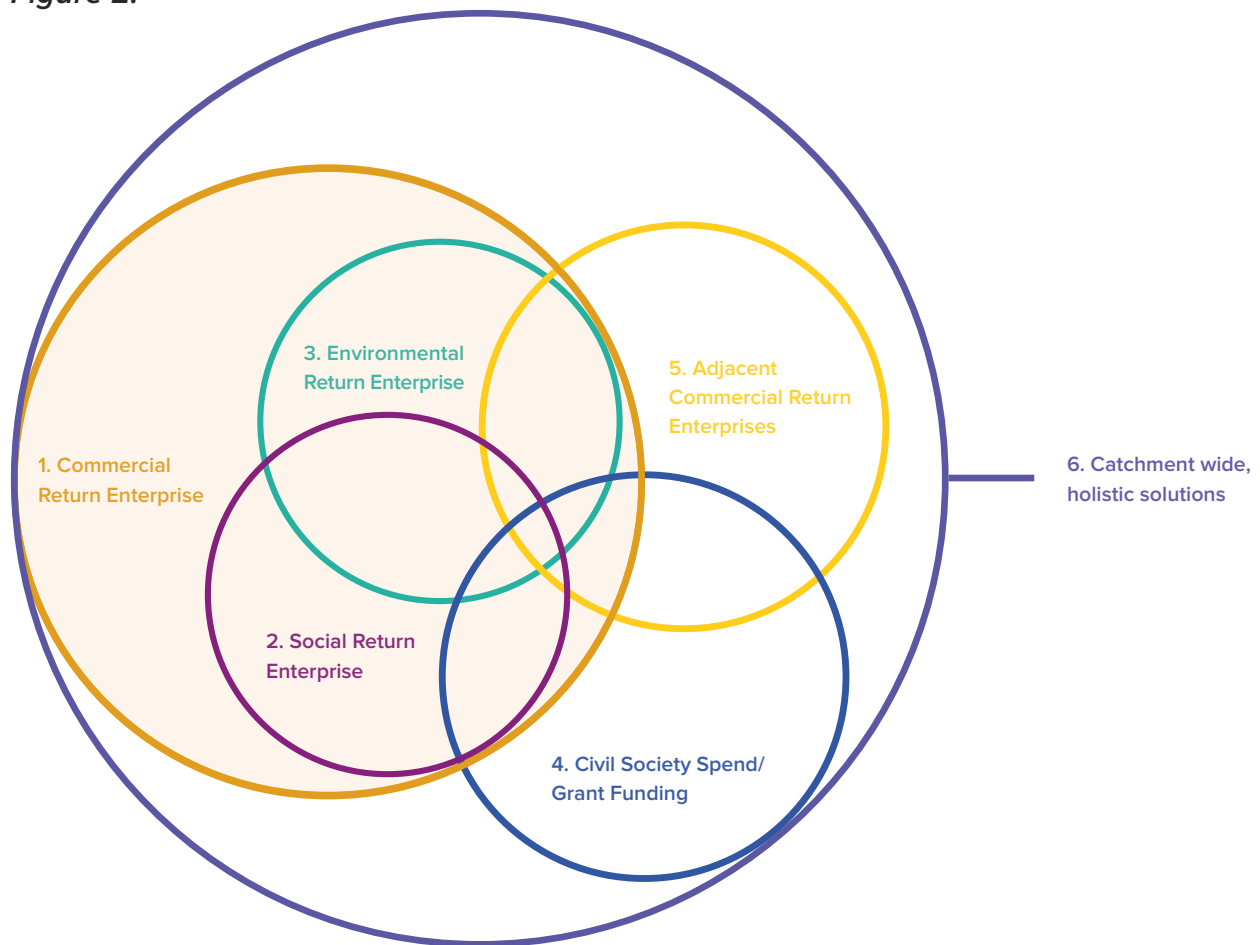 Figure 2.
3. Environmental
Return Enterprise
5. Adjacent
Commercial Return
Enterprises
1. Commercial
Return Enterprise
6. Catchment wide,
holistic solutions
2. Social Return
Enterprise
4. Civil Society Spend/
Grant Funding